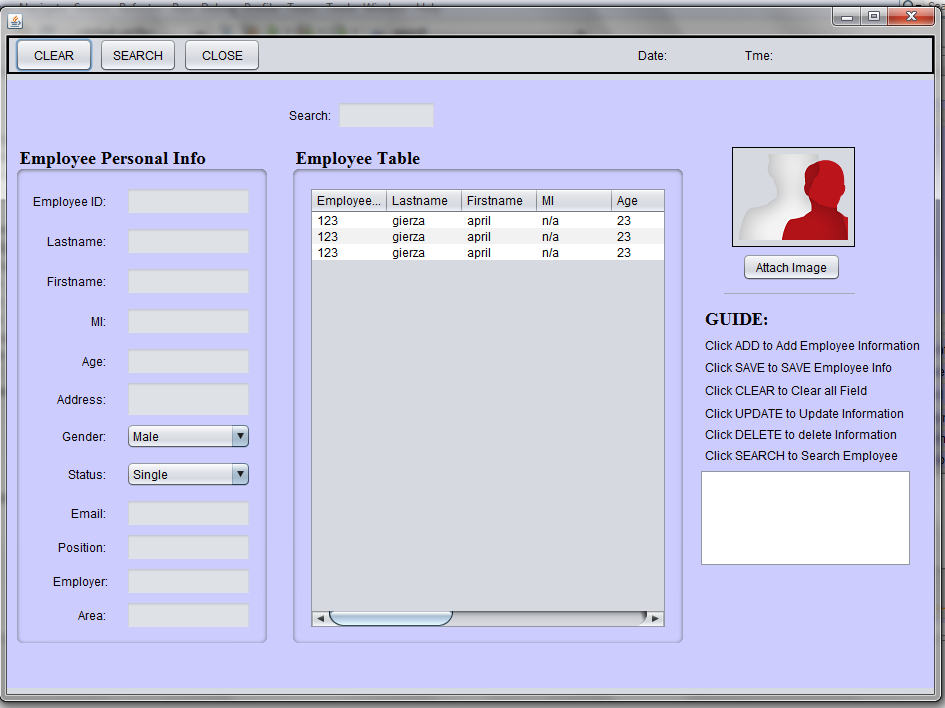 CLEAR SEARCH CLOSE Date: Tme:
Search:
Employee Personal Info
Employee ID:
Lastname:
Firstname:
MI:
Age:
Address:
Gender: Male
Status: Single
Email:
Position:
Employer:
Area:
Employee Table
Employee... Lastname Firstname MI Age
123 gierza april n/a 23
123 gierza april n/a 23
123 gierza april n/a 23
Attach Image
GUIDE:
Click ADD to Add Employee Information
Click SAVE to SAVE Employee Info
Click CLEAR to Clear all Field
Click UPDATE to Update Information
Click DELETE to delete Information
Click SEARCH to Search Employee